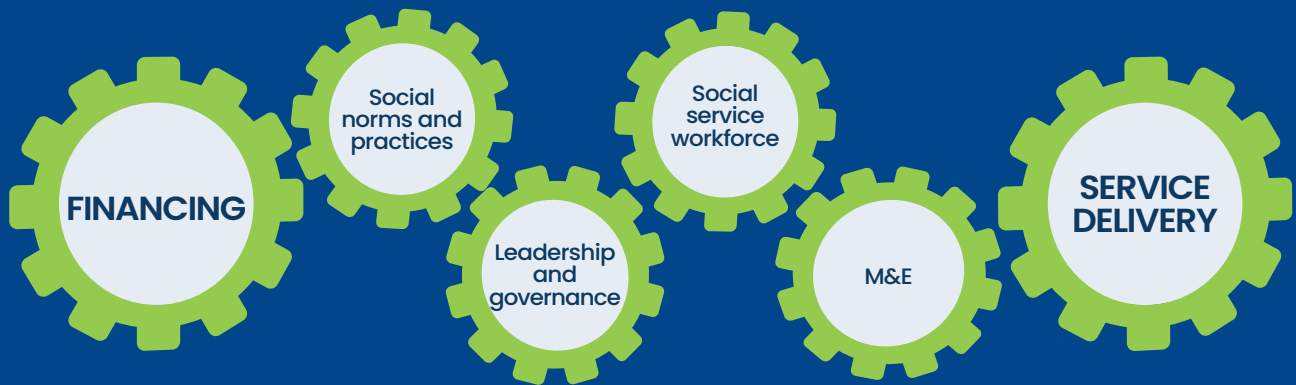 FINANCING
Social
norms and
practices
Leadership
and
governance
Social
service
workforce
M&E
SERVICE
DELIVERY